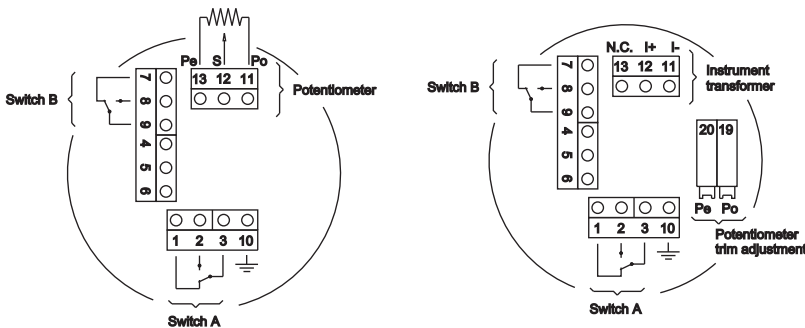 Pe S Po
13 12 11
Potentiometer
Switch B
7
8
9
4
5
6
1 2 3 10
Switch A
N.C. I+ I-
13 12 11
Instrument
transformer
Switch B
7
8
9
4
5
6
20 19
Pe Po
Potentiometer
trim adjustment
1 2 3 10
Switch A